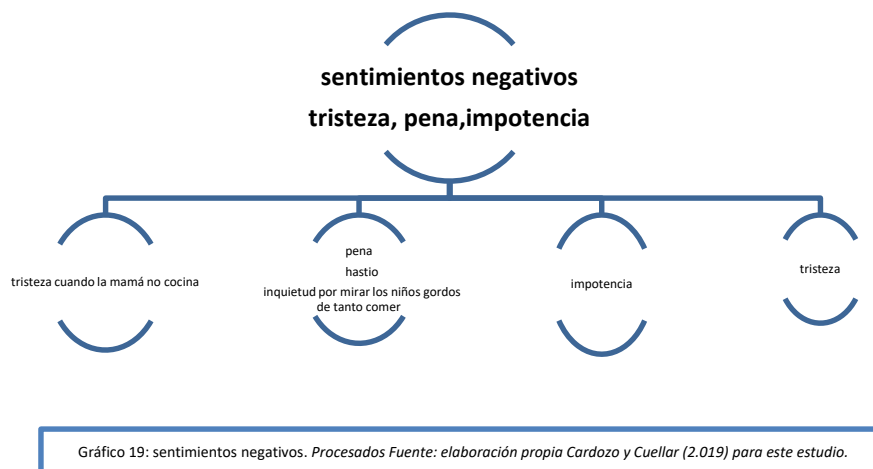 sentimientos negativos
tristeza, pena,impotencia
tristeza cuando la mamá no cocina
pena
hastio
inquietud por mirar los niños gordos
de tanto comer
impotencia
tristeza
Gráfico 19: sentimientos negativos. Procesados Fuente: elaboración propia Cardozo y Cuellar (2.019) para este estudio.